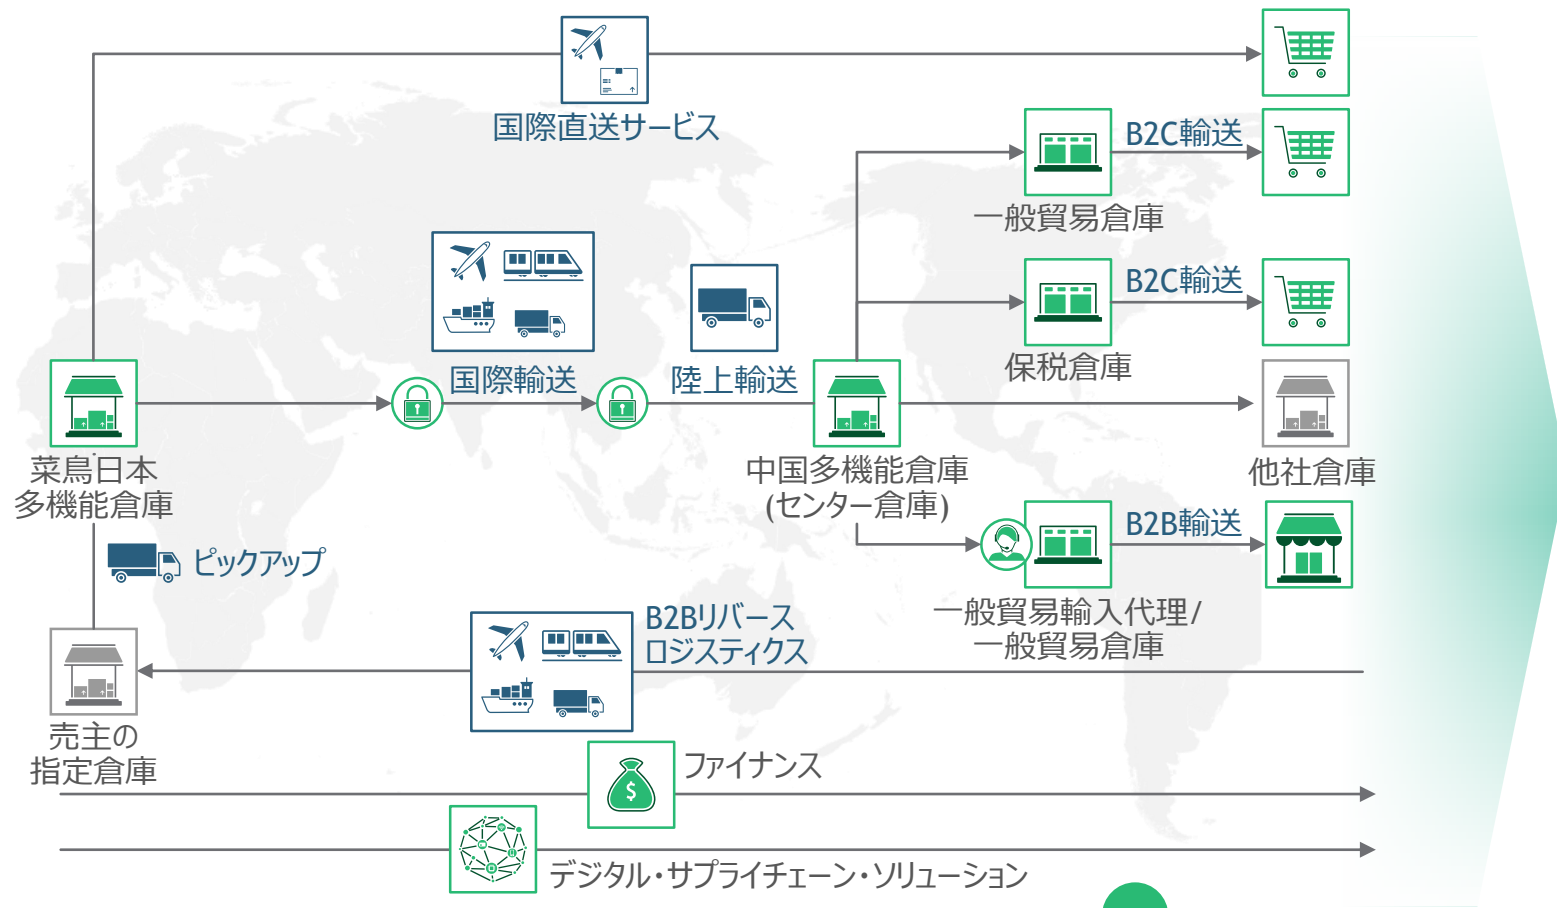 国際直送サービス
B2C輸送
一般貿易倉庫
B2C輸送
保税倉庫
国際輸送
陸上輸送
菜鳥日本
多機能倉庫
中国多機能倉庫
(センター倉庫)
他社倉庫
B2B輸送
ピックアップ
一般貿易輸入代理/
一般貿易倉庫
B2Bリバース
ロジスティクス
売主の
指定倉庫
$
ファイナンス
デジタル・サプライチェーン・ソリューション